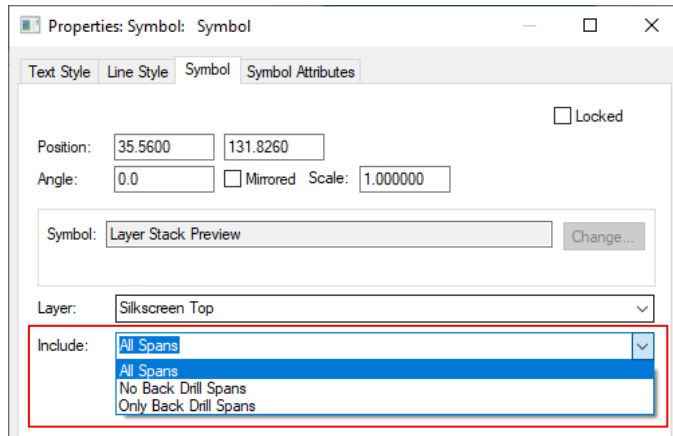 Properties: Symbol: Symbol
Text Style Line Style Symbol Symbol Attributes
Locked
Position: 35.5600 131.8260
Angle: 0.0 Mirrored Scale: 1.000000
Symbol: Layer Stack Preview Change...
Layer: Silkscreen Top
Include: All Spans
All Spans
No Back Drill Spans
Only Back Drill Spans